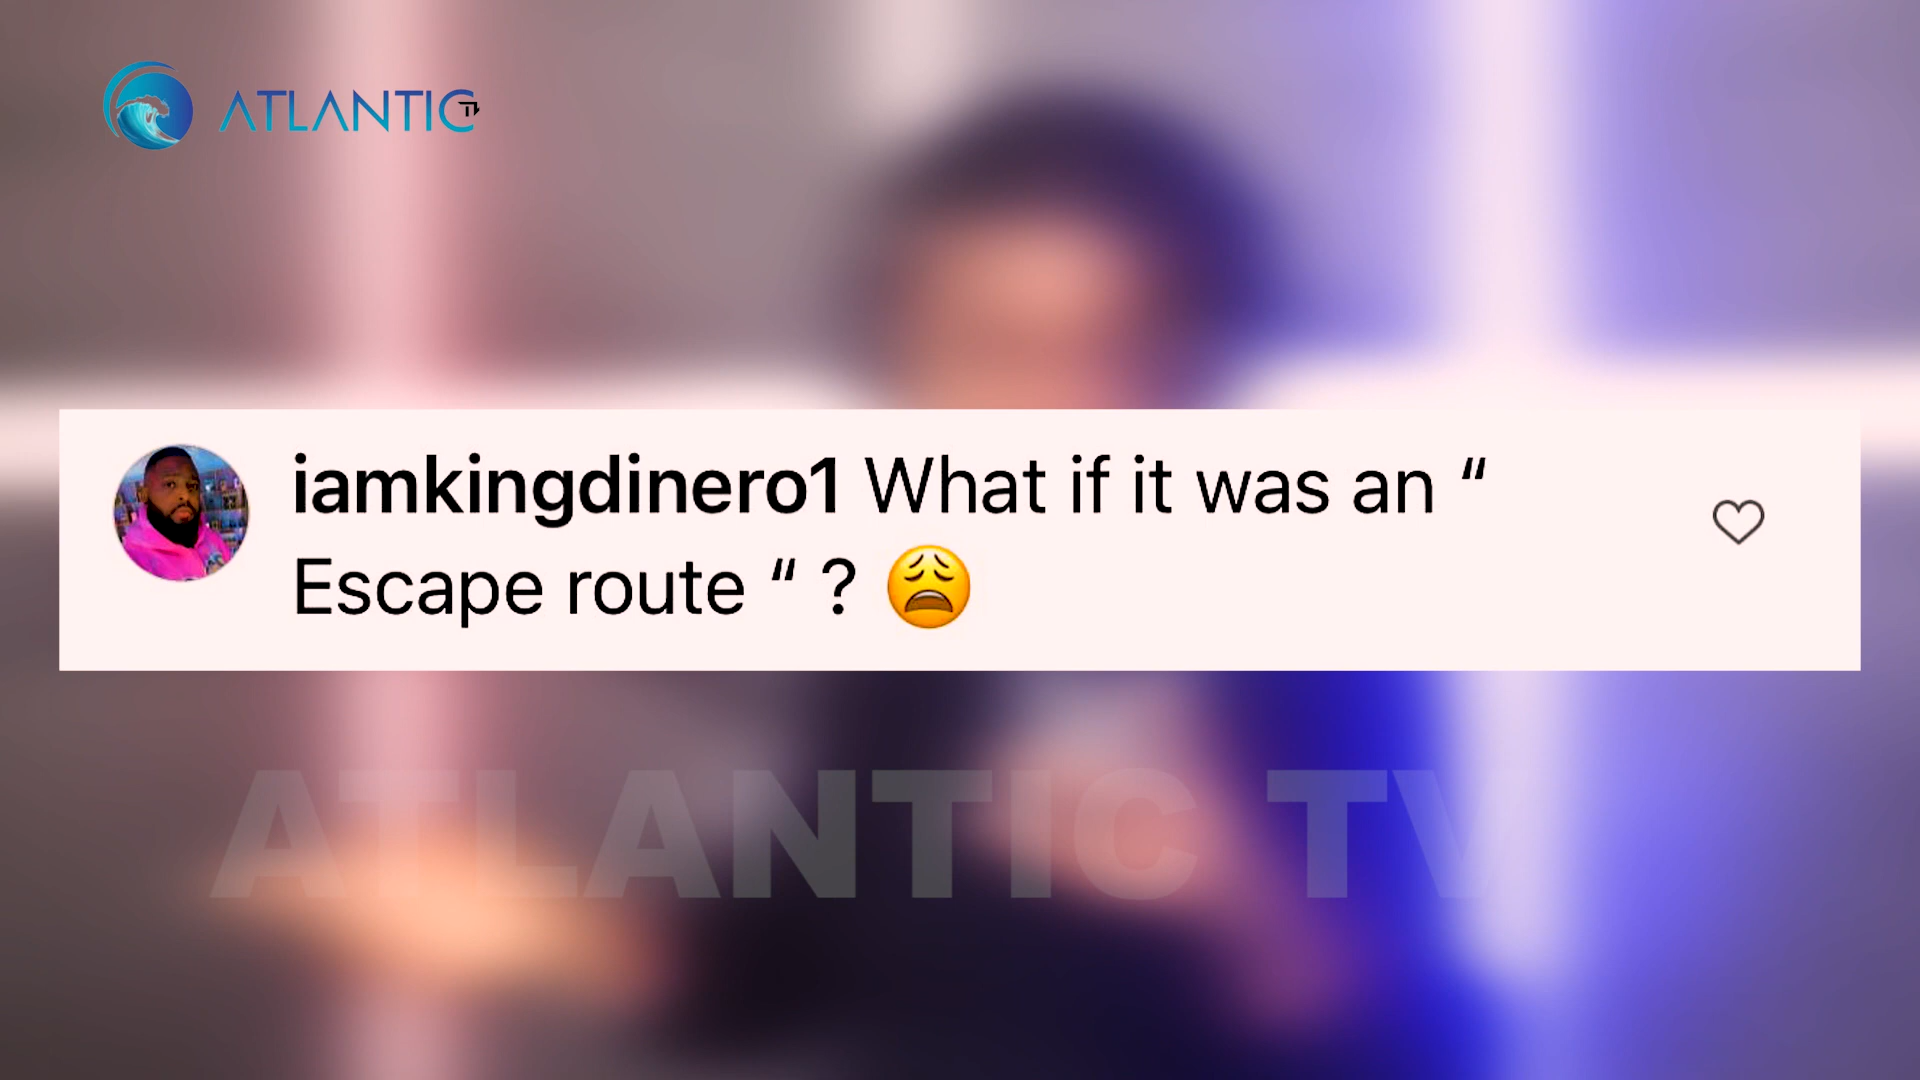 ATLANTIC TV
iamkingdinero1 What if it was an “
Escape route “ ? 😩
ATLANTIC TV